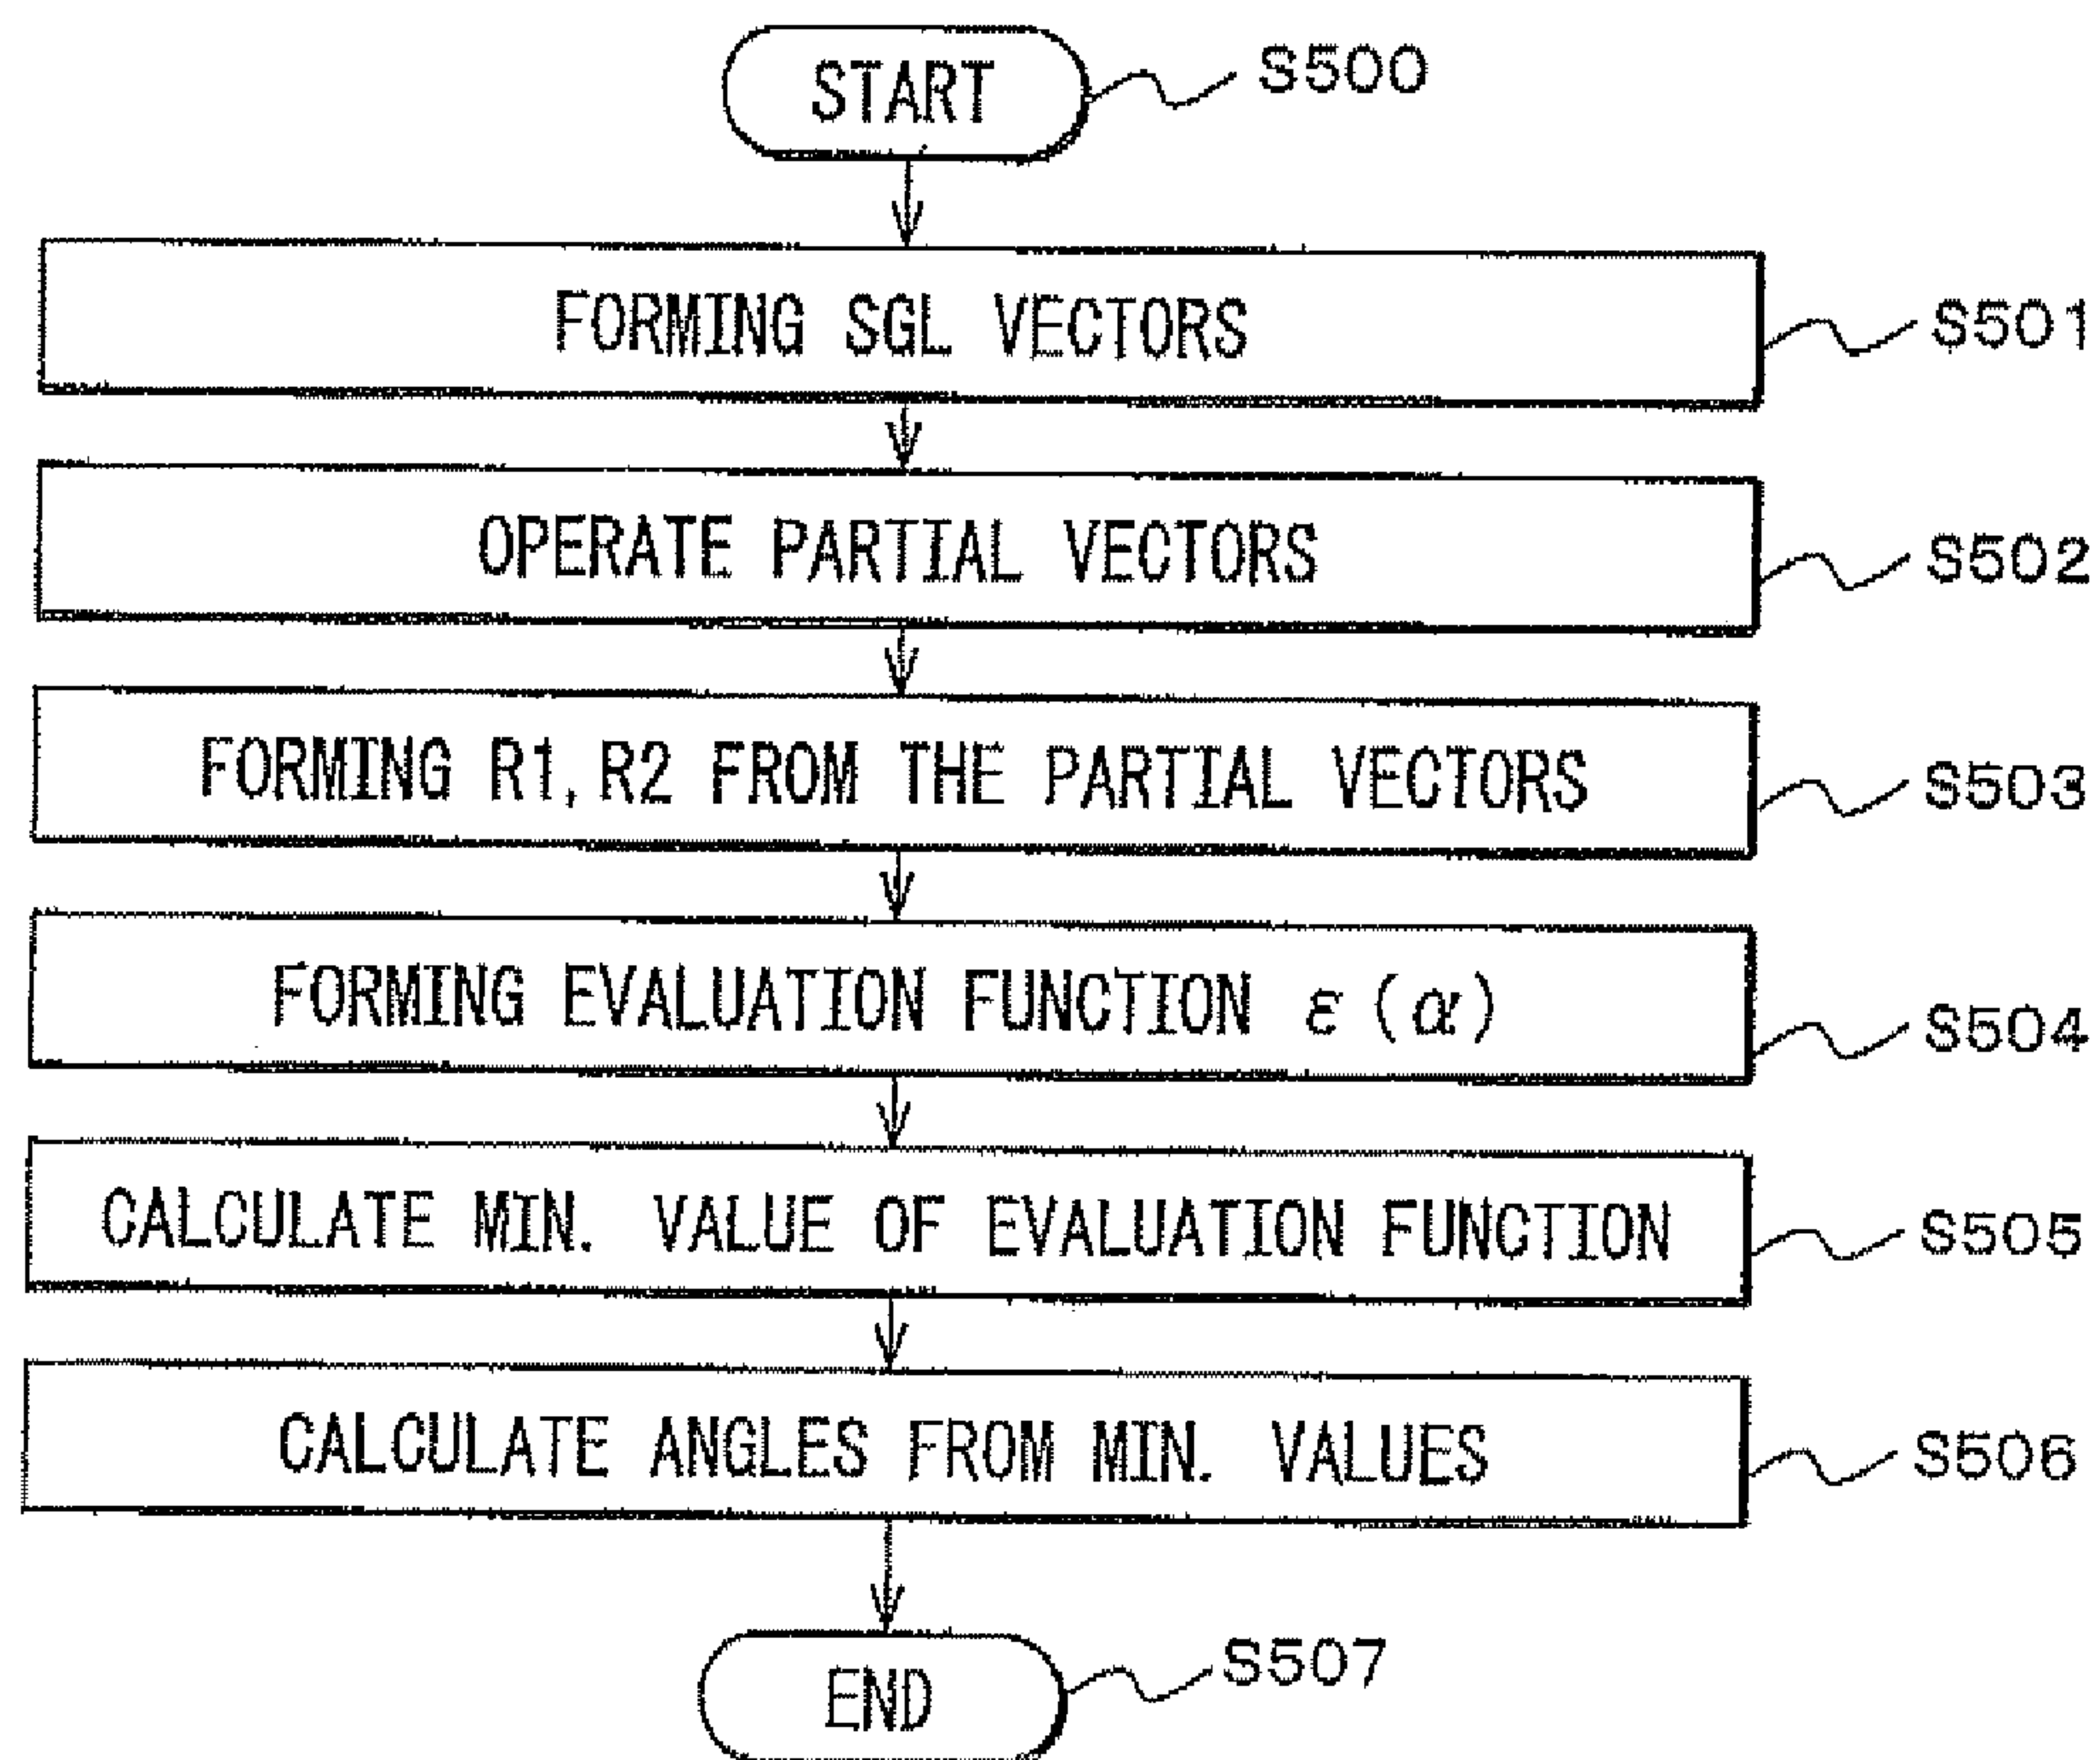 START
S500
FORMING SGL VECTORS
S501
OPERATE PARTIAL VECTORS
S502
FORMING R1, R2 FROM THE PARTIAL VECTORS
S503
FORMING EVALUATION FUNCTION ε (α)
S504
CALCULATE MIN. VALUE OF EVALUATION FUNCTION
S505
CALCULATE ANGLES FROM MIN. VALUES
S506
END
S507